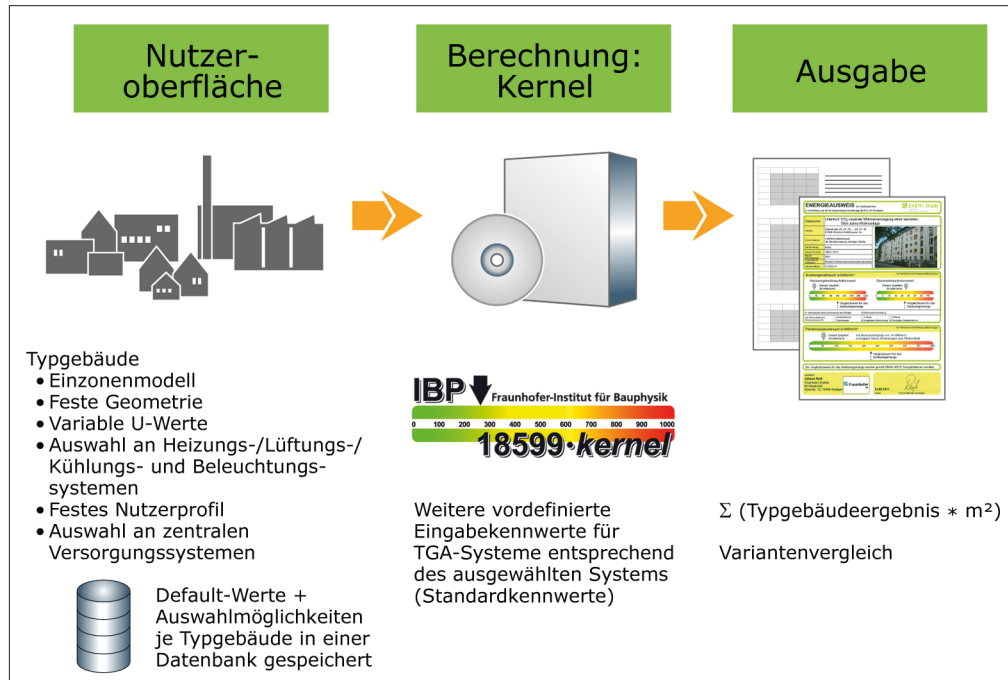 Nutzer-
oberfläche
Berechnung:
Kernel
Ausgabe
Typgebäude
• Einzonenmodell
• Feste Geometrie
• Variable U-Werte
• Auswahl an Heizungs-/Lüftungs-/
Kühlungs- und Beleuchtungs-
systemen
• Festes Nutzerprofil
• Auswahl an zentralen
Versorgungssystemen
Default-Werte +
Auswahlmöglichkeiten
je Typgebäude in einer
Datenbank gespeichert
IBP Fraunhofer-Institut für Bauphysik
0 100 200 300 400 500 600 700 800 900 1000
18599·kernel
Weitere vordefinierte
Eingabekennwerte für
TGA-Systeme entsprechend
des ausgewählten Systems
(Standardkennwerte)
ENERGIEAUSWEIS
EnEff : Stadt
Fraunhofer
Σ (Typgebäudeergebnis * m²)
Variantenvergleich